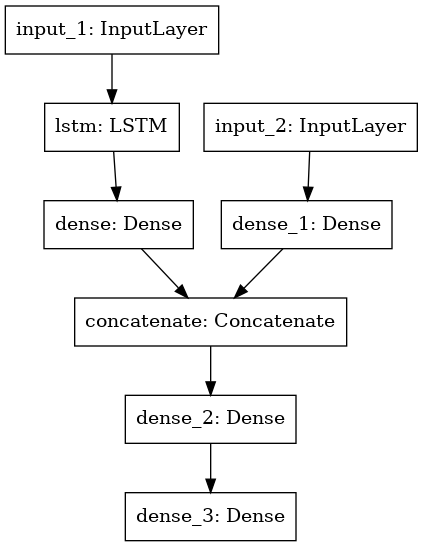 input_1: InputLayer
lstm: LSTM
input_2: InputLayer
dense: Dense
dense_1: Dense
concatenate: Concatenate
dense_2: Dense
dense_3: Dense